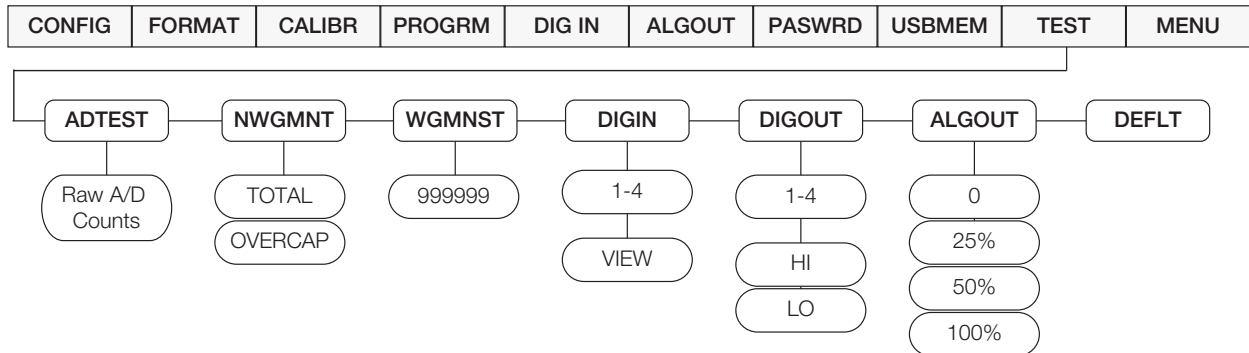 CONFIG FORMAT CALIBR PROGRM DIG IN ALGOUT PASWRD USBMEM TEST MENU
ADTEST NWGMNT WGMNST DIGIN DIGOUT ALGOUT DEFLT
Raw A/D
Counts
TOTAL
OVERCAP
999999
1-4
VIEW
1-4
HI
LO
0
25%
50%
100%